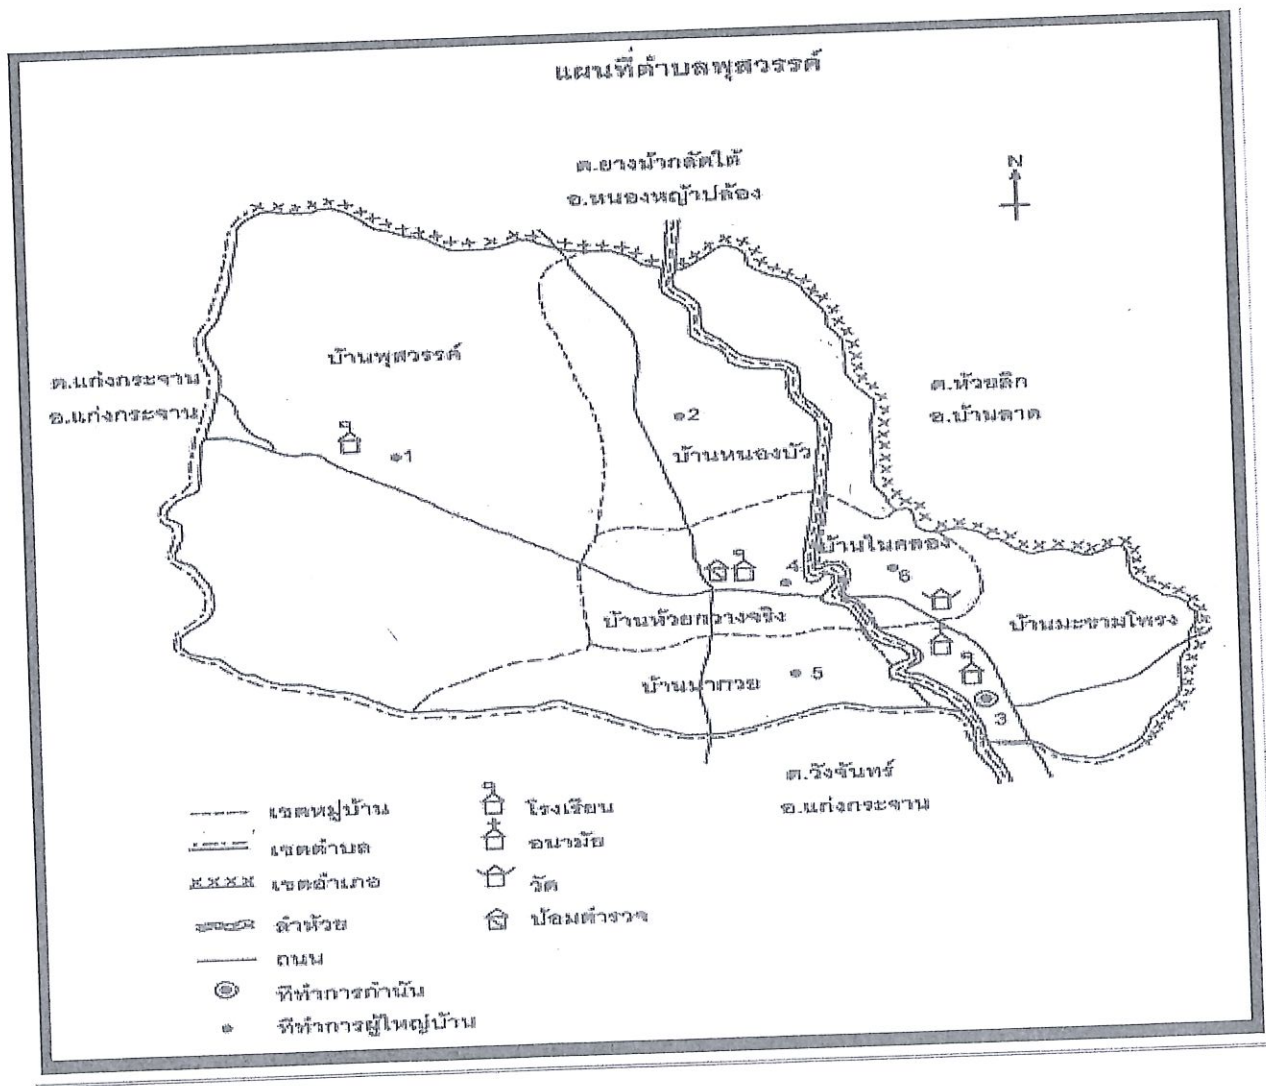 แผนที่ตำบลพุสวรรค์
ต.ยางน้ำกลัดใต้
อ.หนองหญ้าปล้อง
N
บ้านพุสวรรค์
ต.แก่งกระจาน
อ.แก่งกระจาน
ต.ห้วยลึก
อ.บ้านลาด
1
2
บ้านหนองบัว
บ้านในคลอง
4
6
บ้านห้วยกวางจริง
บ้านมะขามโพรง
บ้านนากวย
5
3
ต.วังจันทร์
อ.แก่งกระจาน
เขตหมู่บ้าน
เขตตำบล
เขตอำเภอ
ลำห้วย
ถนน
ที่ทำการกำนัน
ที่ทำการผู้ใหญ่บ้าน
โรงเรียน
อนามัย
วัด
ป้อมตำรวจ